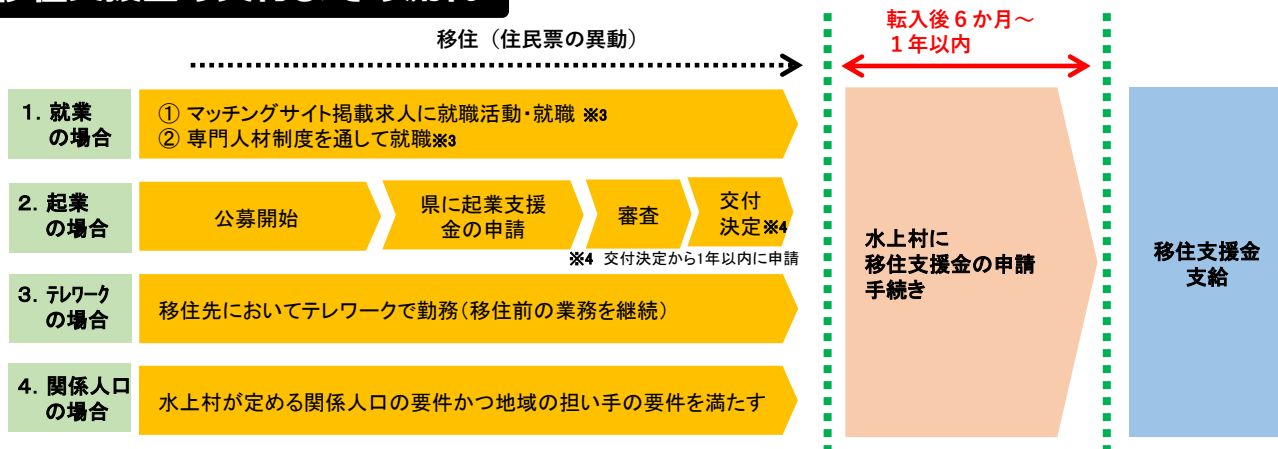 移住（住民票の異動）
転入後６か月～
１年以内
1．就業
の場合
① マッチングサイト掲載求人に就職活動・就職 ※3
② 専門人材制度を通して就職※3
2．起業
の場合
公募開始
県に起業支援
金の申請
審査
交付
決定※4
※4 交付決定から1年以内に申請
3．テレワーク
の場合
移住先においてテレワークで勤務（移住前の業務を継続）
4．関係人口
の場合
水上村が定める関係人口の要件かつ地域の担い手の要件を満たす
水上村に
移住支援金の申請
手続き
移住支援金
支給